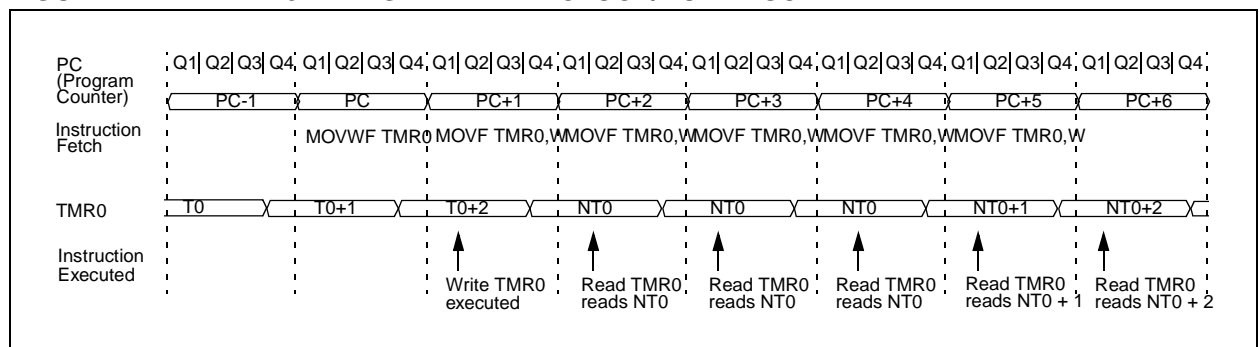 PC
(Program
Counter)
Q1 Q2 Q3 Q4 Q1 Q2 Q3 Q4 Q1 Q2 Q3 Q4 Q1 Q2 Q3 Q4 Q1 Q2 Q3 Q4 Q1 Q2 Q3 Q4 Q1 Q2 Q3 Q4 Q1 Q2 Q3 Q4
PC-1 PC PC+1 PC+2 PC+3 PC+4 PC+5 PC+6
Instruction
Fetch
MOVWF TMR0 MOVF TMR0,W MOVF TMR0,W MOVF TMR0,W MOVF TMR0,W MOVF TMR0,W
TMR0
T0 T0+1 T0+2 NT0 NT0 NT0 NT0+1 NT0+2
Instruction
Executed
Write TMR0
executed
Read TMR0
reads NT0
Read TMR0
reads NT0
Read TMR0
reads NT0
Read TMR0
reads NT0 + 1
Read TMR0
reads NT0 + 2